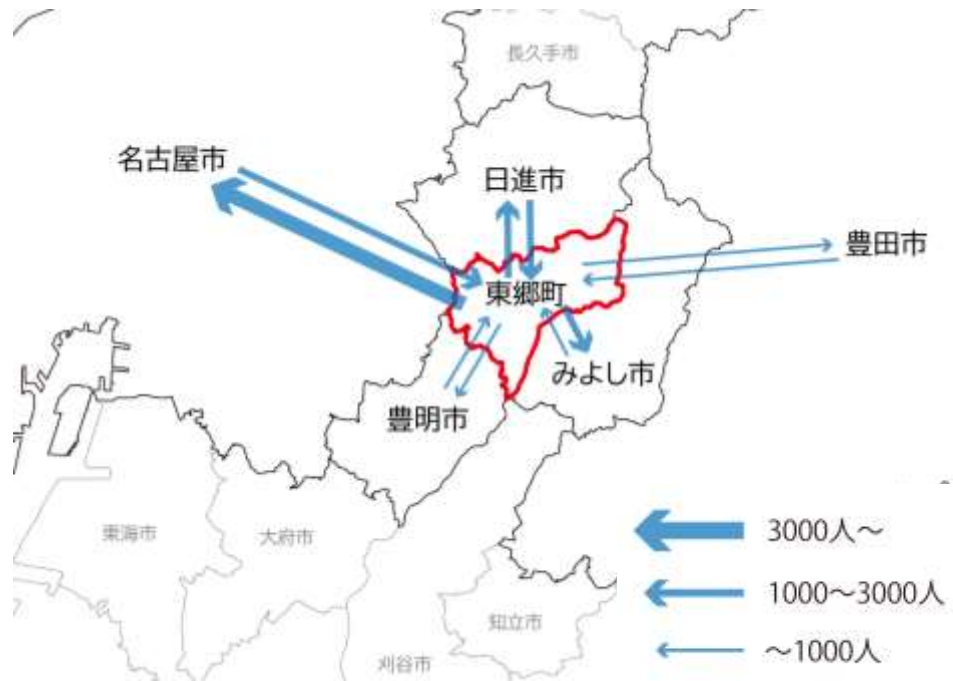 長久手市
名古屋市
日進市
豊田市
東郷町
みよし市
豊明市
東海市
大府市
知立市
刈谷市
3000人～
1000～3000人
～1000人